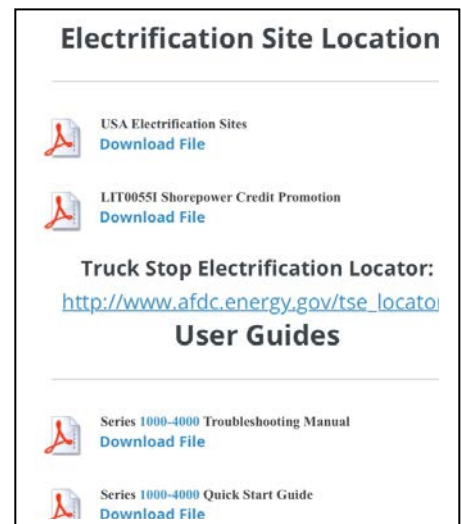 Electrification Site Location
USA Electrification Sites
Download File
LIT0055I Shorepower Credit Promotion
Download File
Truck Stop Electrification Locator:
http://www.afdc.energy.gov/tse_locator
User Guides
Series 1000-4000 Troubleshooting Manual
Download File
Series 1000-4000 Quick Start Guide
Download File